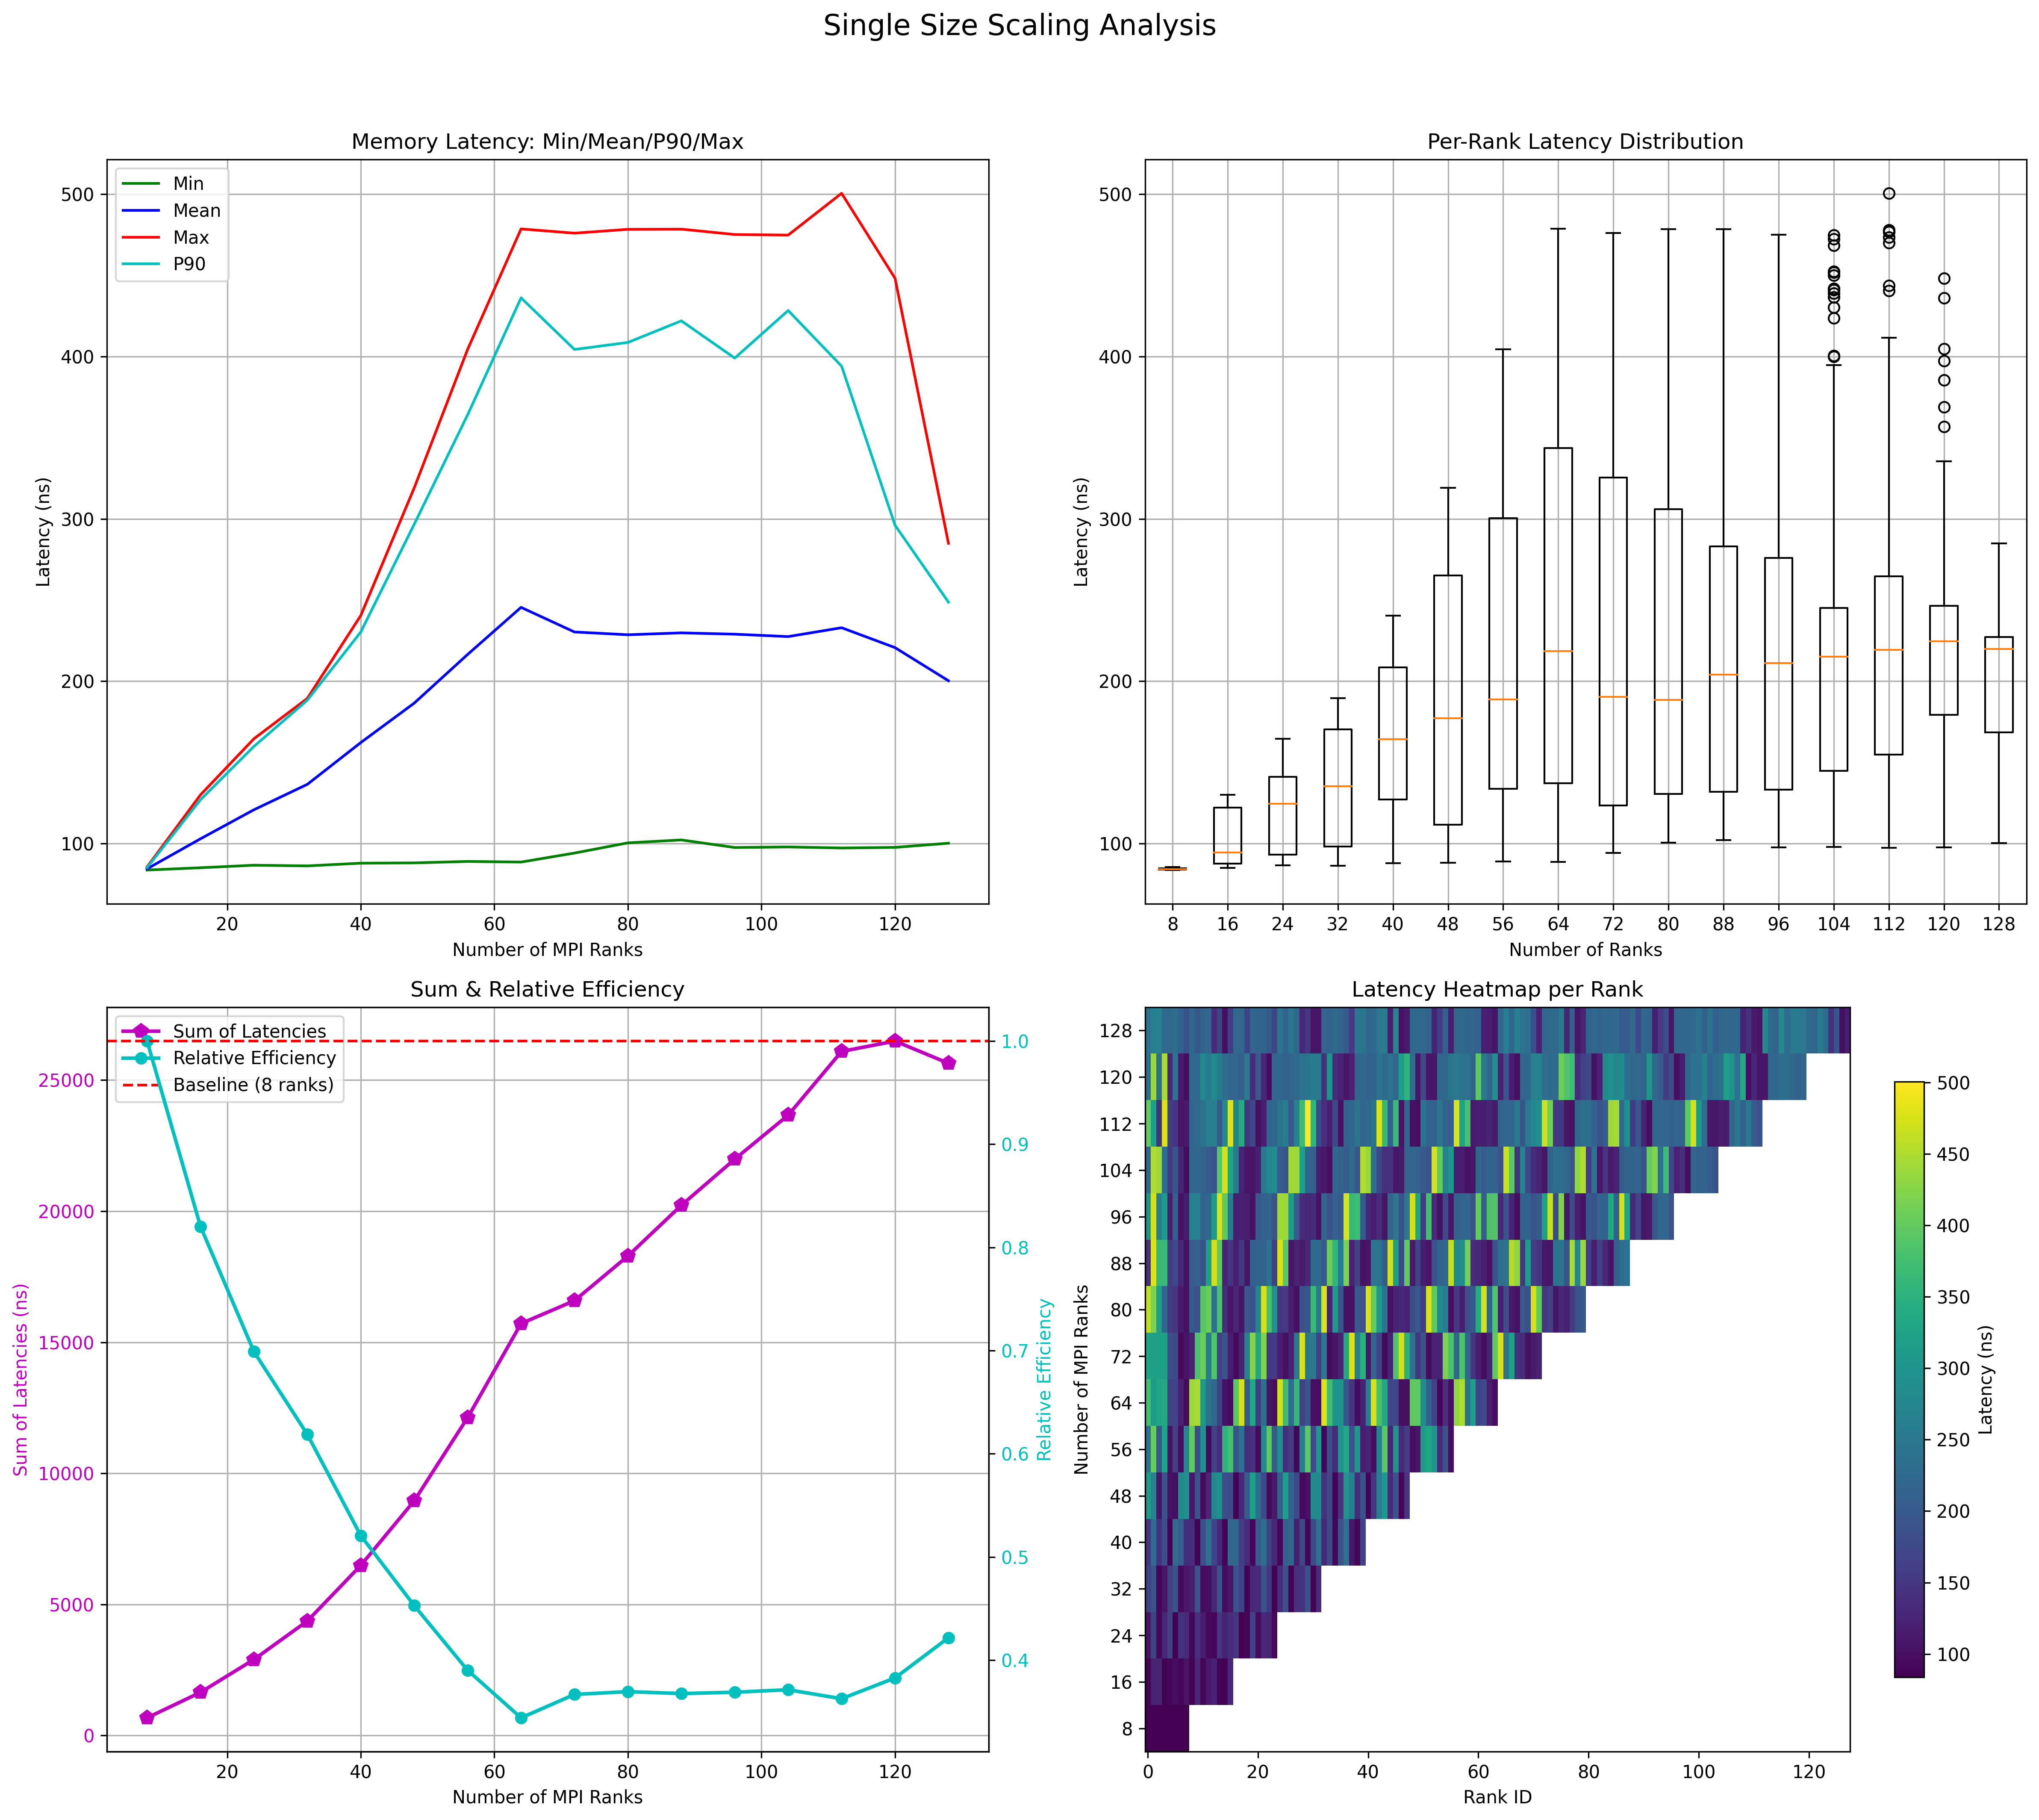 Single Size Scaling Analysis
Memory Latency: Min/Mean/P90/Max
Latency (ns)
500
400
300
200
100
Min
Mean
Max
P90
20 40 60 80 100 120
Number of MPI Ranks
Per-Rank Latency Distribution
Latency (ns)
500
400
300
200
100
8 16 24 32 40 48 56 64 72 80 88 96 104 112 120 128
Number of Ranks
Sum & Relative Efficiency
Sum of Latencies (ns)
25000
20000
15000
10000
5000
0
Sum of Latencies
Relative Efficiency
Baseline (8 ranks)
1.0
0.9
0.8
0.7
0.6
0.5
0.4
Relative Efficiency
20 40 60 80 100 120
Number of MPI Ranks
Latency Heatmap per Rank
Number of MPI Ranks
128
120
112
104
96
88
80
72
64
56
48
40
32
24
16
8
0 20 40 60 80 100 120
Rank ID
500
450
400
350
300
250
200
150
100
Latency (ns)